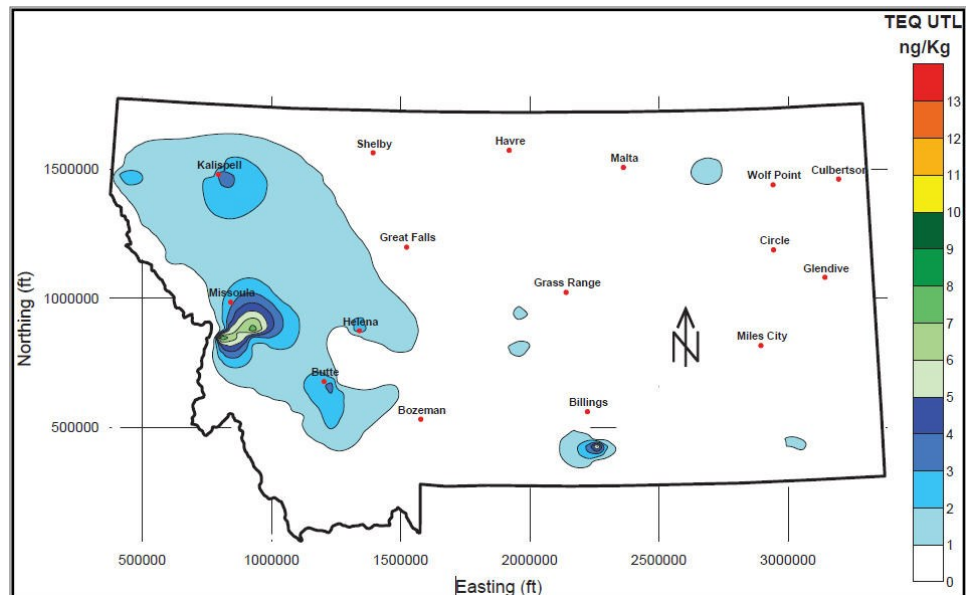 TEQ UTL
ng/Kg
13
12
11
10
9
8
7
6
5
4
3
2
1
0
Northing (ft)
1500000
1000000
500000
Kalispell
Shelby
Havre
Malta
Wolf Point
Culbertson
Great Falls
Circle
Glendive
Missoula
Grass Range
Helena
Miles City
Butte
Bozeman
Billings
N
500000
1000000
1500000
2000000
2500000
3000000
Easting (ft)